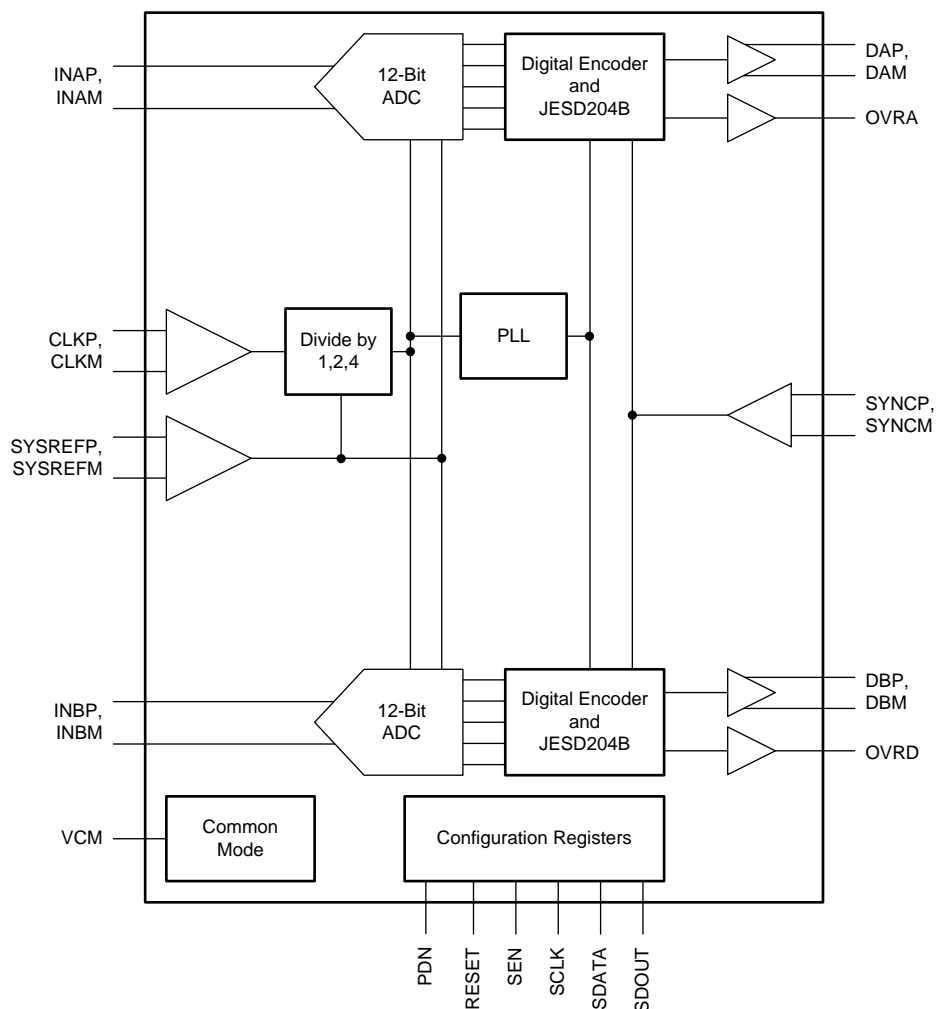 INAP,
INAM
12-Bit
ADC
Digital Encoder
and
JESD204B
DAP,
DAM
OVRA
CLKP,
CLKM
Divide by
1,2,4
PLL
SYNCP,
SYNCM
SYSREFP,
SYSREFM
INBP,
INBM
12-Bit
ADC
Digital Encoder
and
JESD204B
DBP,
DBM
OVRD
VCM
Common
Mode
Configuration Registers
PDN
RESET
SEN
SCLK
SDATA
SDOUT